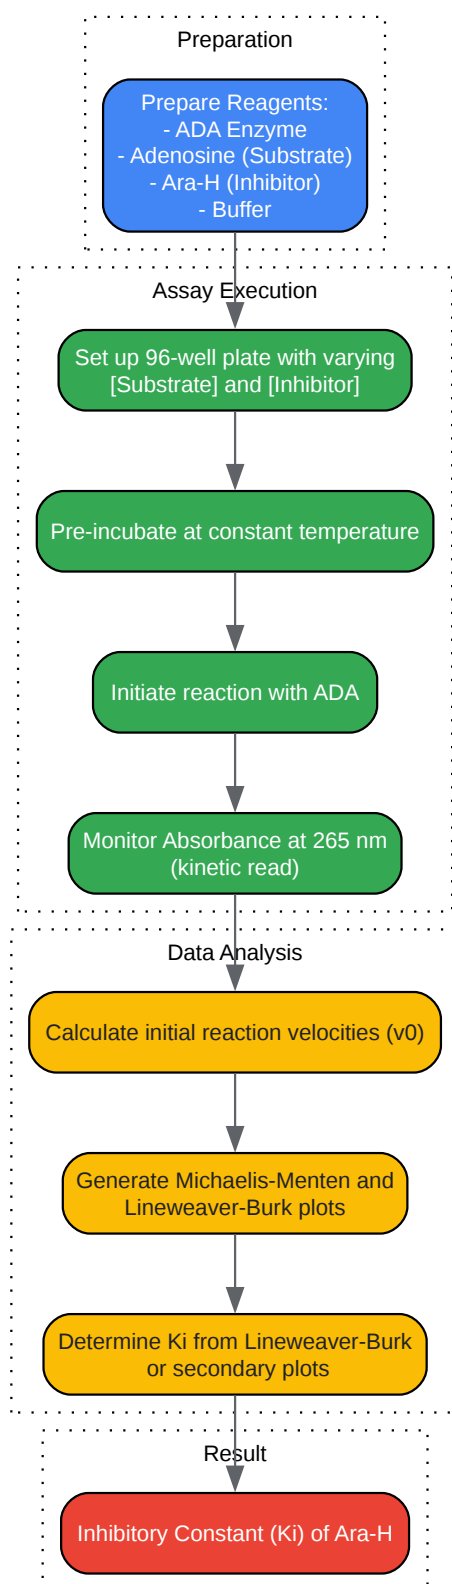 Preparation
Prepare Reagents:
- ADA Enzyme
- Adenosine (Substrate)
- Ara-H (Inhibitor)
- Buffer
Assay Execution
Set up 96-well plate with varying
[Substrate] and [Inhibitor]
Pre-incubate at constant temperature
Initiate reaction with ADA
Monitor Absorbance at 265 nm
(kinetic read)
Data Analysis
Calculate initial reaction velocities (v0)
Generate Michaelis-Menten and
Lineweaver-Burk plots
Determine Ki from Lineweaver-Burk
or secondary plots
Result
Inhibitory Constant (Ki) of Ara-H